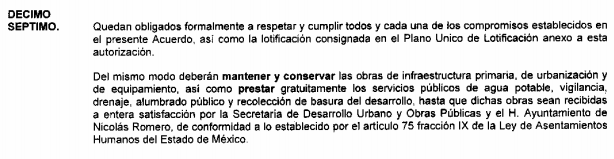 DECIMO
SEPTIMO. Quedan obligados formalmente a respetar y cumplir todos y cada una de los compromisos establecidos en
el presente Acuerdo, así como la lotificación consignada en el Plano Unico de Lotificación anexo a esta
autorización.
Del mismo modo deberán mantener y conservar las obras de infraestructura primaria, de urbanización y
de equipamiento, así como prestar gratuitamente los servicios públicos de agua potable, vigilancia,
drenaje, alumbrado público y recolección de basura del desarrollo, hasta que dichas obras sean recibidas
a entera satisfacción por la Secretaria de Desarrollo Urbano y Obras Públicas y el H. Ayuntamiento de
Nicolás Romero, de conformidad a lo establecido por el articulo 75 fracción IX de la Ley de Asentamientos
Humanos del Estado de México.